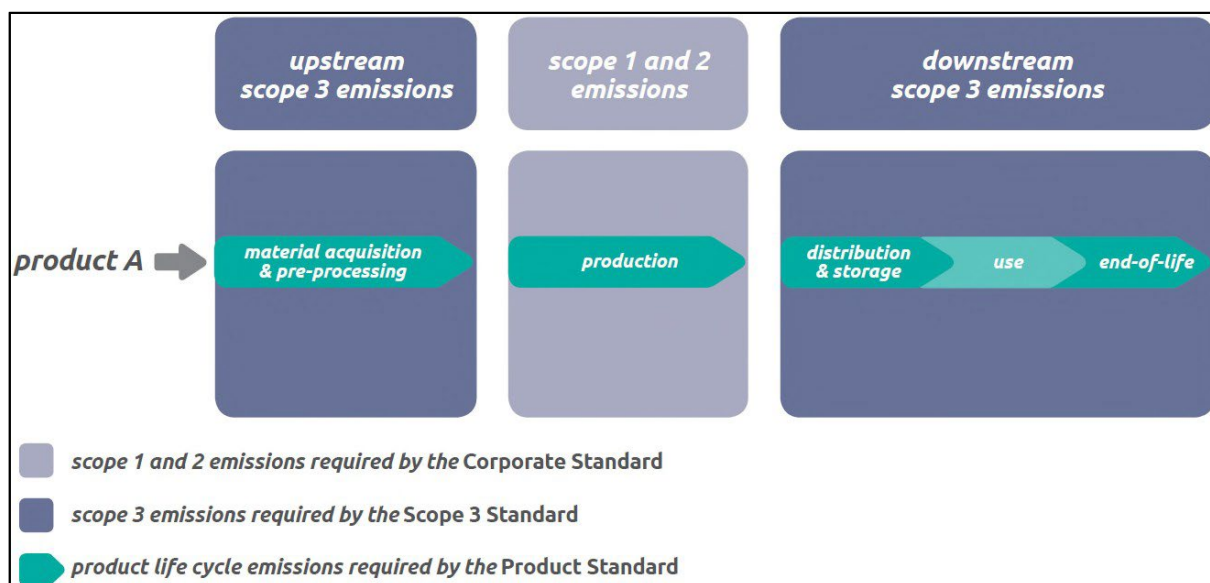 upstream
scope 3 emissions
scope 1 and 2
emissions
downstream
scope 3 emissions
product A
material acquisition
& pre-processing
production
distribution
& storage
use
end-of-life
scope 1 and 2 emissions required by the Corporate Standard
scope 3 emissions required by the Scope 3 Standard
product life cycle emissions required by the Product Standard